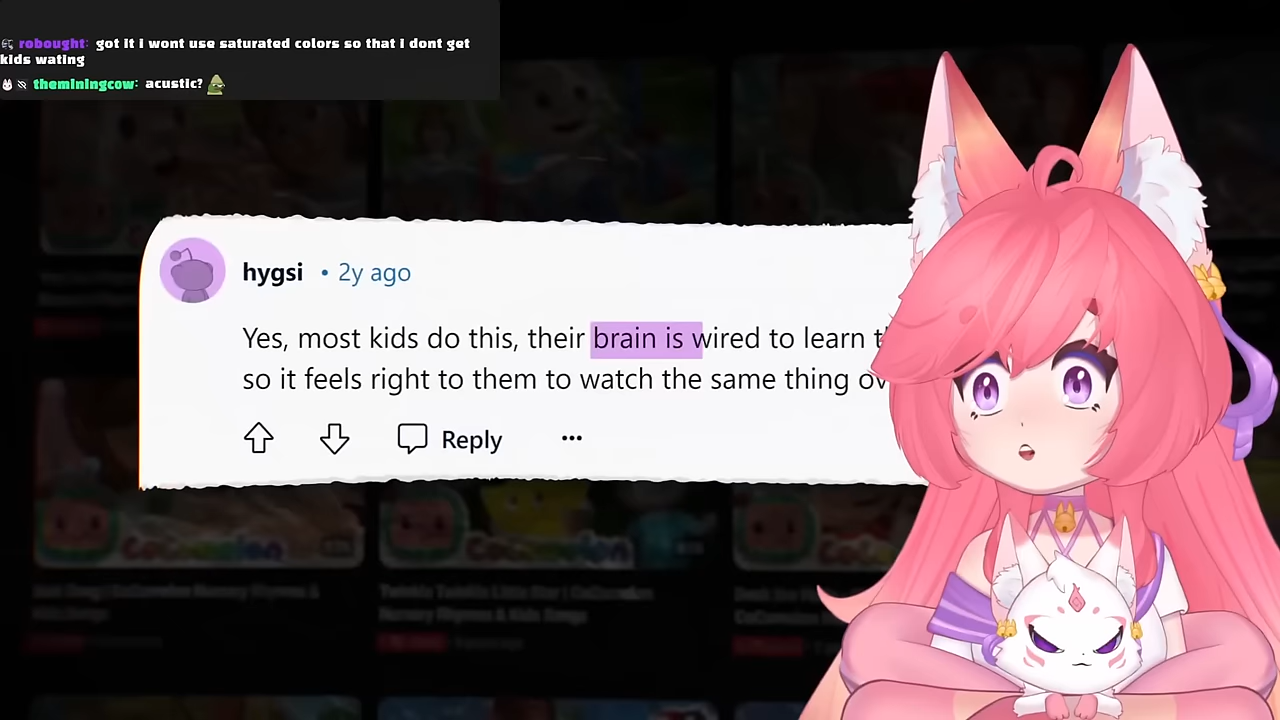 robought: got it i wont use saturated colors so that i dont get
kids wating
theminingcow: acustic?
hygsi • 2y ago
Yes, most kids do this, their brain is wired to learn
so it feels right to them to watch the same thing
Reply
CoComelon
CoComelon